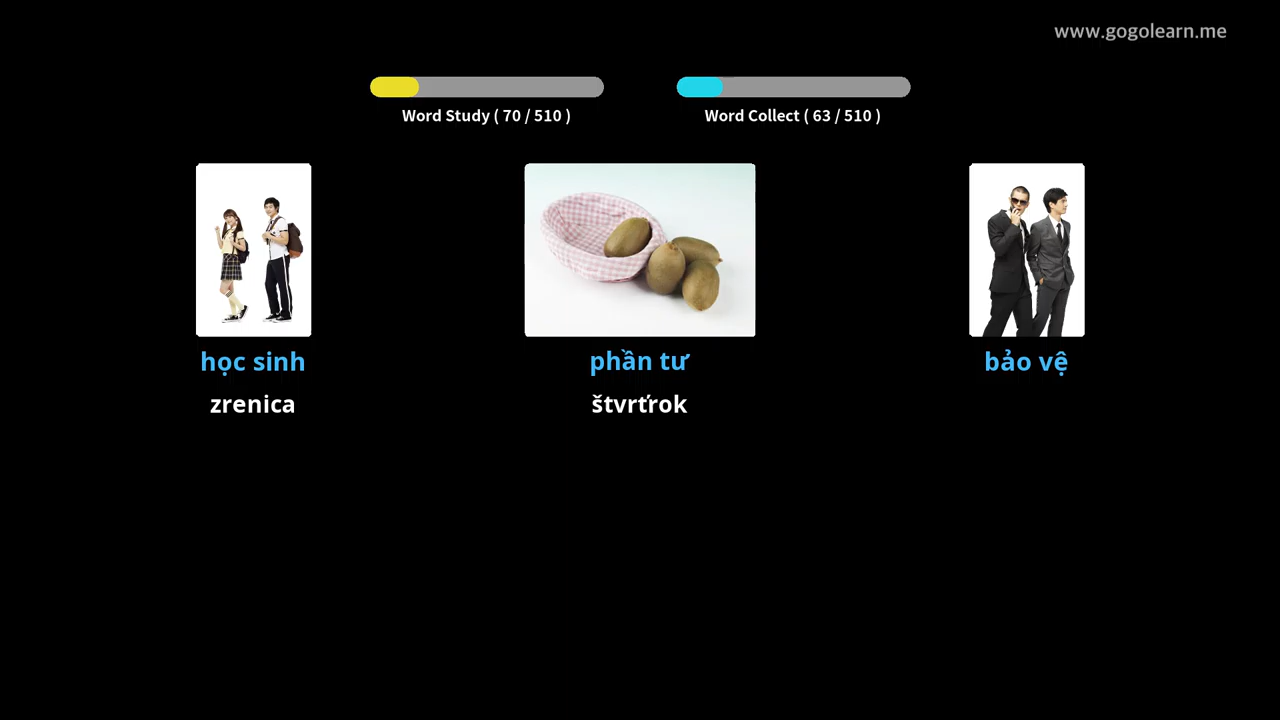 www.gogolearn.me
Word Study ( 70 / 510 )
Word Collect ( 63 / 510 )
học sinh
phần tư
bảo vệ
zrenica
štvrťrok